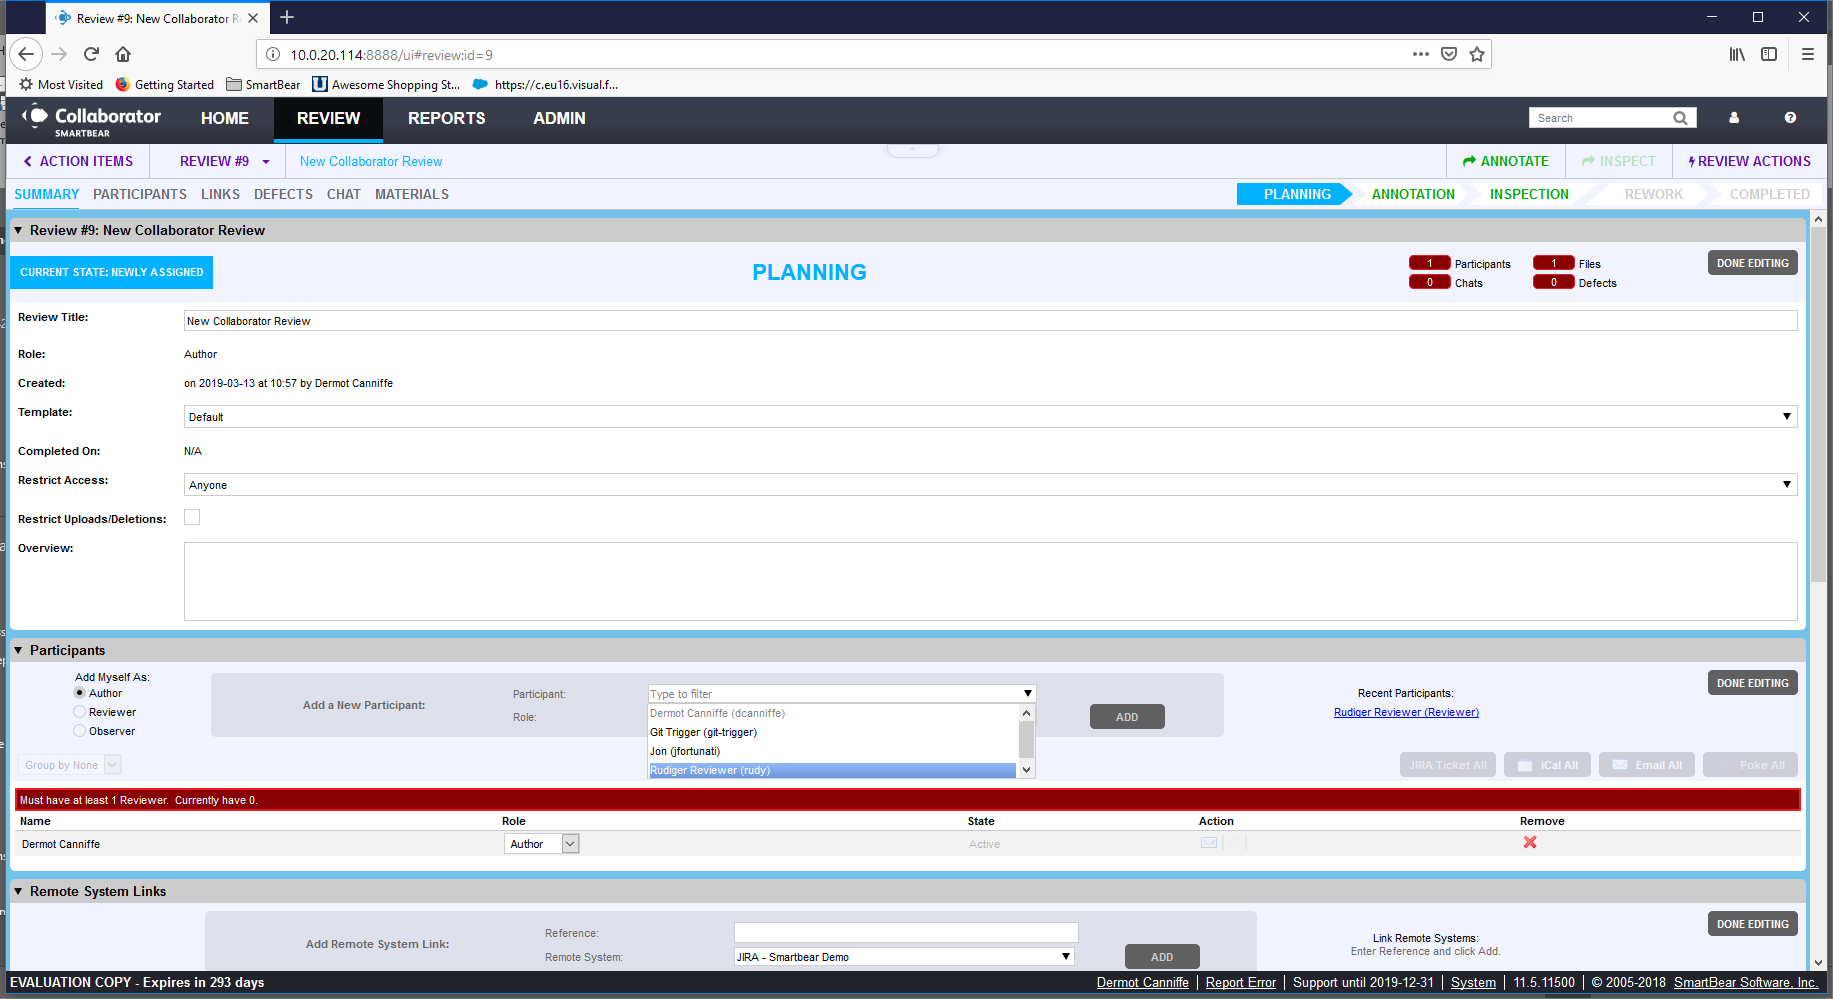 Review #9: New Collaborator R
10.0.20.114:8888/ui#review:id=9
Most Visited Getting Started SmartBear Awesome Shopping St... https://c.eu16.visual.f...
Collaborator
SMARTBEAR
HOME REVIEW REPORTS ADMIN
Search
ACTION ITEMS REVIEW #9 New Collaborator Review ANNOTATE INSPECT REVIEW ACTIONS
SUMMARY PARTICIPANTS LINKS DEFECTS CHAT MATERIALS PLANNING ANNOTATION INSPECTION REWORK COMPLETED
Review #9: New Collaborator Review
CURRENT STATE: NEWLY ASSIGNED
PLANNING
1 Participants 1 Files
0 Chats 0 Defects
DONE EDITING
Review Title: New Collaborator Review
Role: Author
Created: on 2019-03-13 at 10:57 by Dermot Canniffe
Template: Default
Completed On: N/A
Restrict Access: Anyone
Restrict Uploads/Deletions:
Overview:
Participants
Add Myself As:
Author
Reviewer
Observer
Add a New Participant:
Participant: Type to filter
Role:
Dermot Canniffe (dcanniffe)
Git Trigger (git-trigger)
Jon (jfortunati)
Rudiger Reviewer (rudy)
ADD
Recent Participants:
Rudiger Reviewer (Reviewer)
DONE EDITING
Group by None
JIRA Ticket All iCal All Email All Poke All
Must have at least 1 Reviewer. Currently have 0.
Name Role State Action Remove
Dermot Canniffe Author Active
Remote System Links
Add Remote System Link:
Reference:
Remote System: JIRA - Smartbear Demo
ADD
Link Remote Systems:
Enter Reference and click Add.
DONE EDITING
EVALUATION COPY - Expires in 293 days
Dermot Canniffe | Report Error | Support until 2019-12-31 | System | 11.5.11500 | © 2005-2018 SmartBear Software, Inc.